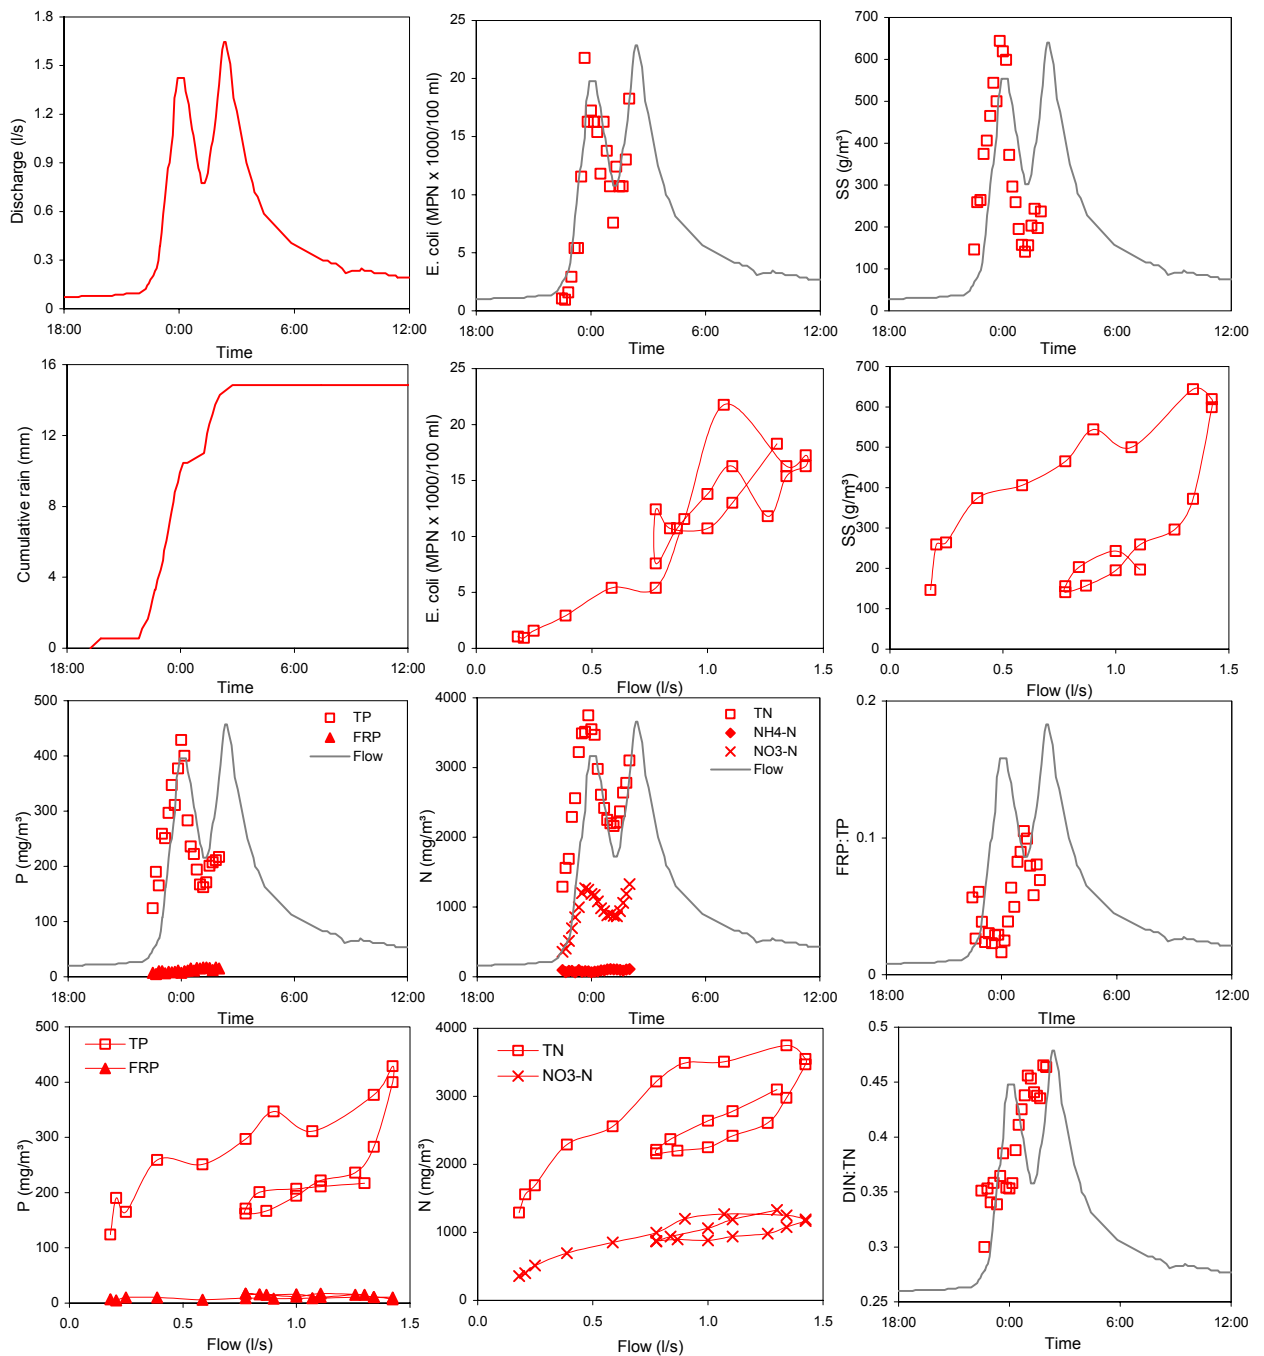 1.8
1.5
1.2
0.9
0.6
0.3
0
Discharge (l/s)
18:00 0:00 6:00 12:00
Time
25
20
15
10
5
0
E. coli (MPN x 1000/100 ml)
18:00 0:00 6:00 12:00
Time
700
600
500
400
300
200
100
0
SS (g/m³)
18:00 0:00 6:00 12:00
Time
16
12
8
4
0
Cumulative rain (mm)
18:00 0:00 6:00 12:00
Time
25
20
15
10
5
0
E. coli (MPN x 1000/100 ml)
0.0 0.5 1.0 1.5
Flow (l/s)
700
600
500
400
300
200
100
0
SS (g/m³)
0.0 0.5 1.0 1.5
Flow (l/s)
500
400
300
200
100
0
P (mg/m³)
TP
FRP
Flow
18:00 0:00 6:00 12:00
Time
4000
3000
2000
1000
0
N (mg/m³)
TN
NH4-N
NO3-N
Flow
18:00 0:00 6:00 12:00
Time
0.2
0.1
0
FRP:TP
18:00 0:00 6:00 12:00
TIme
500
400
300
200
100
0
P (mg/m³)
TP
FRP
0.0 0.5 1.0 1.5
Flow (l/s)
4000
3000
2000
1000
0
N (mg/m³)
TN
NO3-N
0.0 0.5 1.0 1.5
Flow (l/s)
0.5
0.45
0.4
0.35
0.3
0.25
DIN:TN
18:00 0:00 6:00 12:00
Time